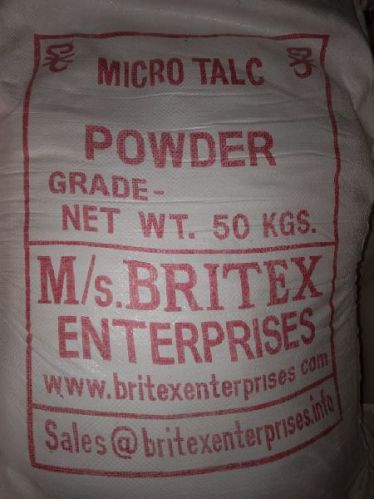 MICRO TALC
POWDER
GRADE-
NET WT. 50 KGS.
M/s. BRITEX
ENTERPRISES
www.britexenterprises.com
Sales@britexenterprises.info